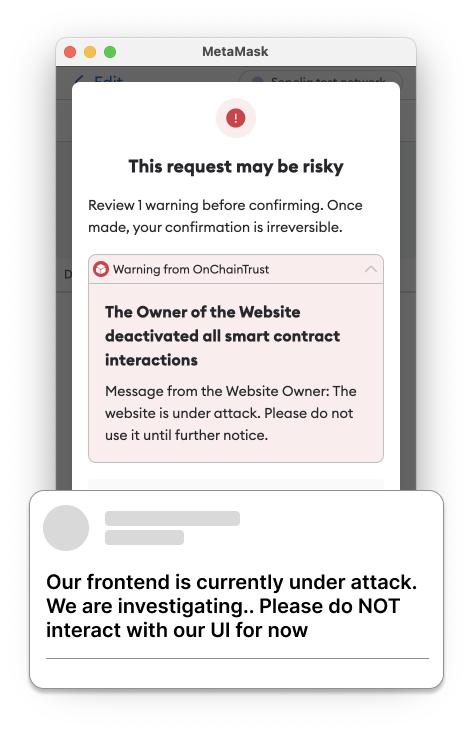 MetaMask
Edit
Sepolia test network
This request may be risky
Review 1 warning before confirming. Once
made, your confirmation is irreversible.
Warning from OnChainTrust
D
The Owner of the Website
deactivated all smart contract
interactions
Message from the Website Owner: The
website is under attack. Please do not
use it until further notice.
Our frontend is currently under attack.
We are investigating.. Please do NOT
interact with our UI for now